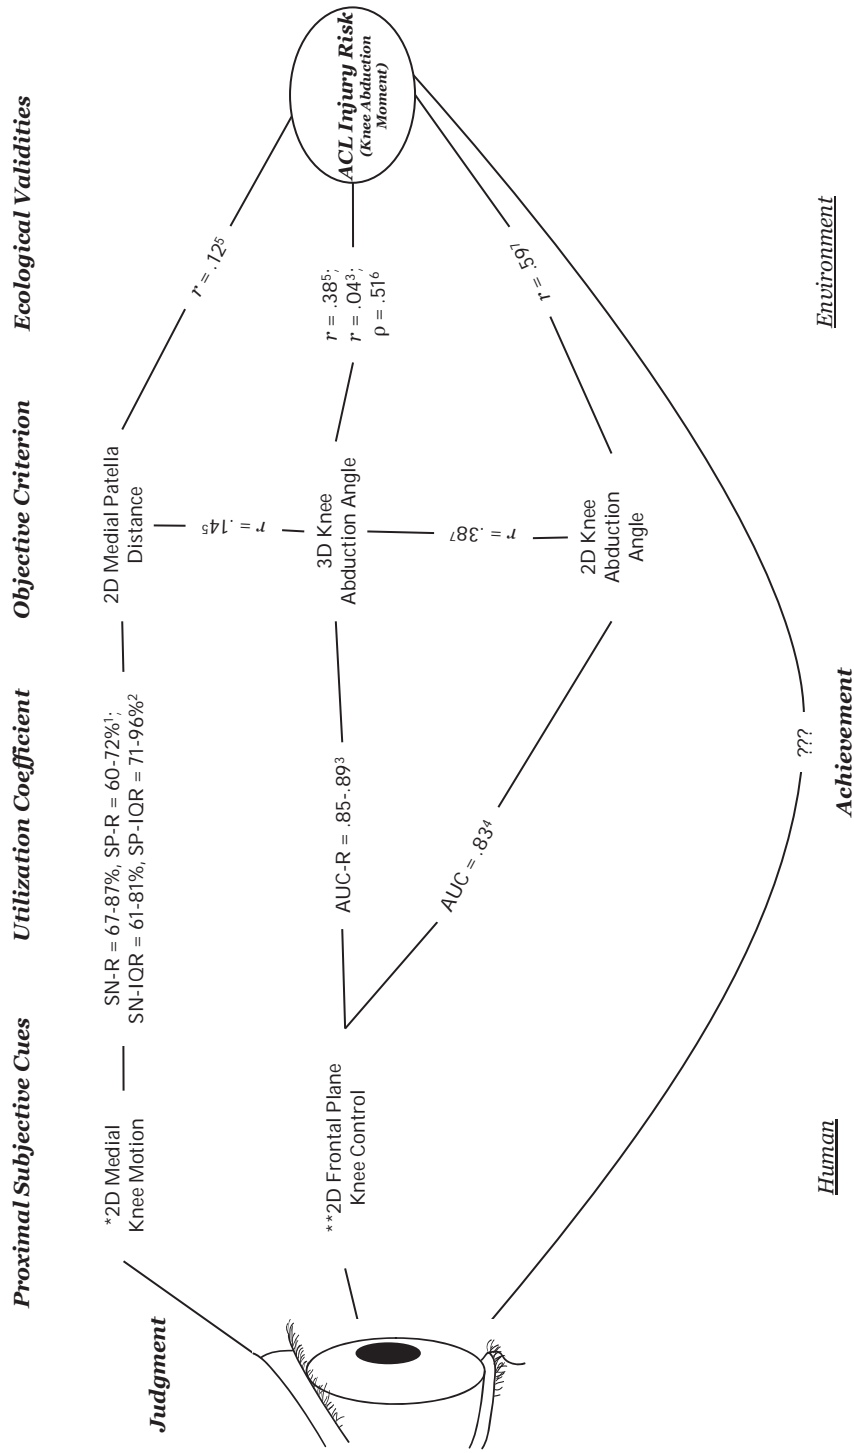 Proximal Subjective Cues
Utilization Coefficient
Objective Criterion
Ecological Validities
Judgment
*2D Medial
Knee Motion
SN-R = 67-87%, SP-R = 60-72%¹;
SN-IQR = 61-81%, SP-IQR = 71-96%²
2D Medial Patella
Distance
r = .12⁵
r = .14⁵
**2D Frontal Plane
Knee Control
AUC-R = .85-.89³
3D Knee
Abduction Angle
r = .38⁵;
r = .04³;
ρ = .51⁶
ACL Injury Risk
(Knee Abduction
Moment)
r = .38⁷
AUC = .83⁴
2D Knee
Abduction
Angle
r = .59⁷
???
Human
Achievement
Environment